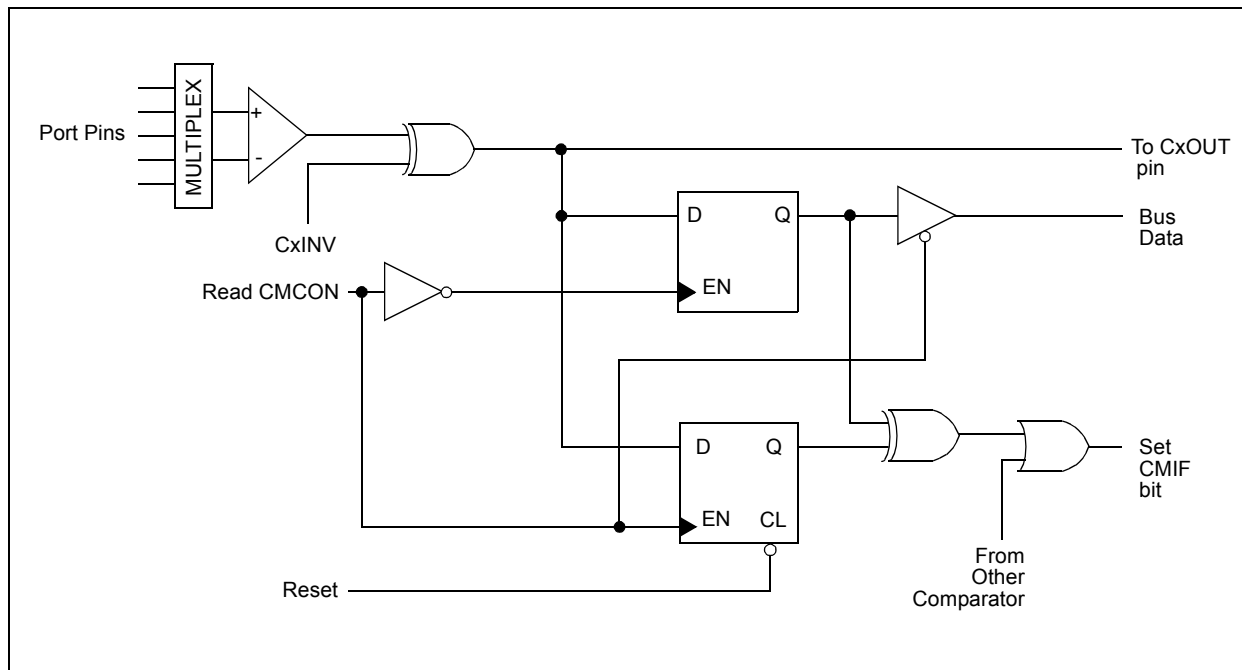 MULTIPLEX
Port Pins
+
-
CxINV
To CxOUT
pin
D
Q
EN
Bus
Data
Read CMCON
D
Q
EN
CL
Set
CMIF
bit
From
Other
Comparator
Reset